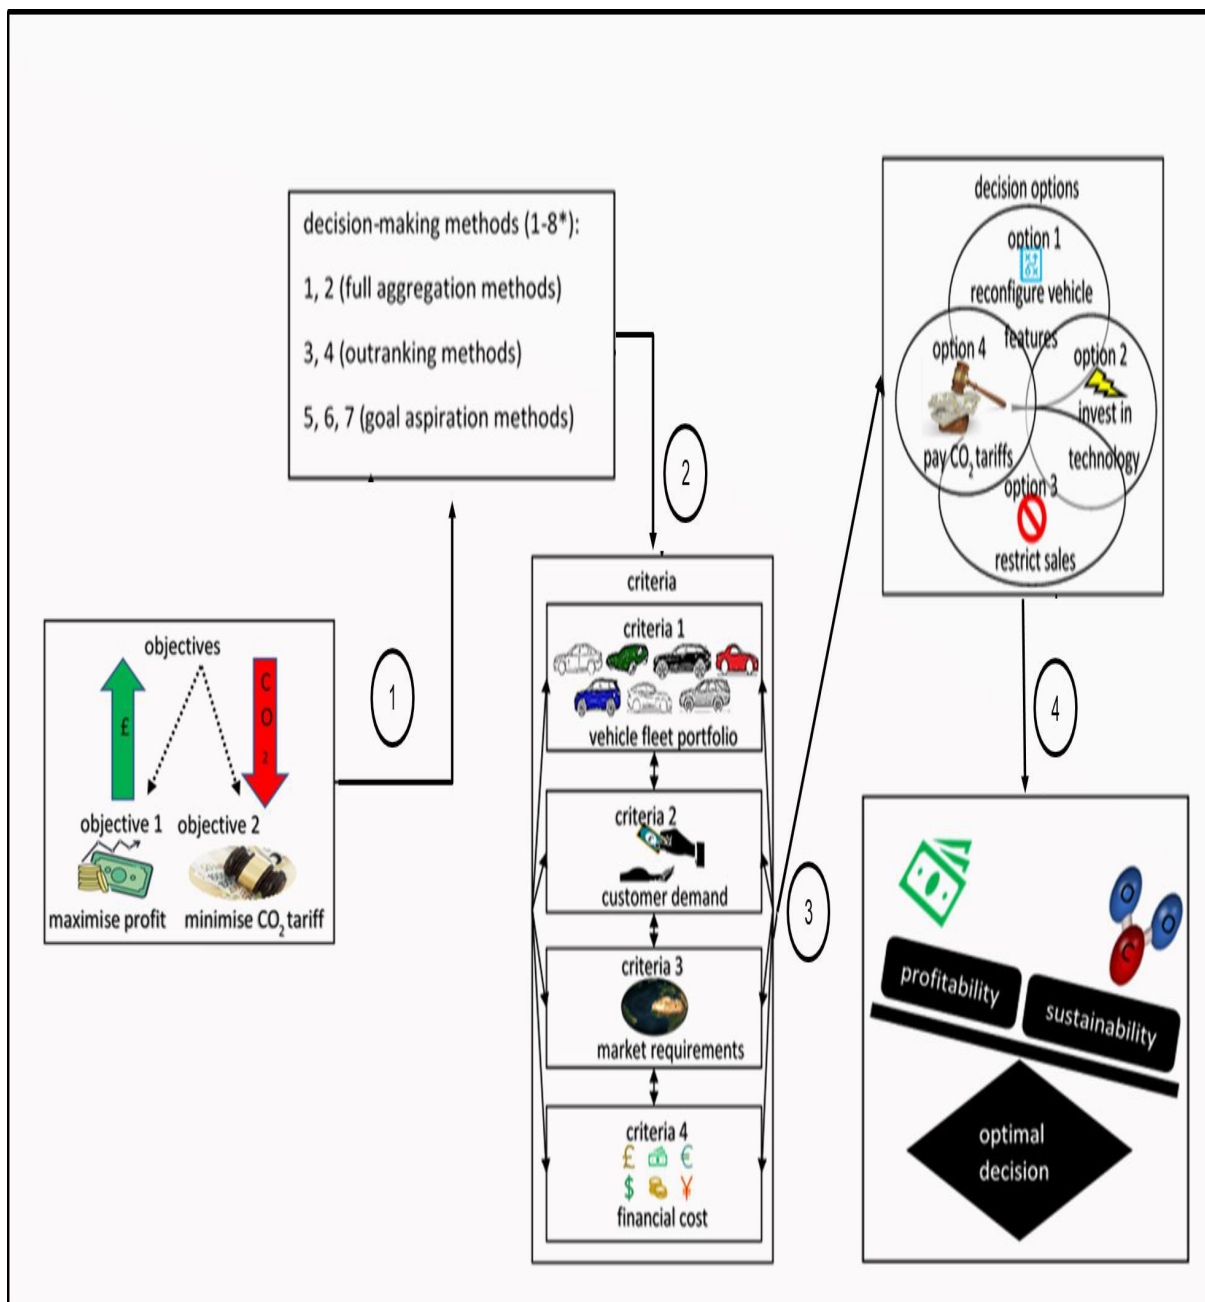 decision-making methods (1-8*):
1, 2 (full aggregation methods)
3, 4 (outranking methods)
5, 6, 7 (goal aspiration methods)
objectives
£
C
O
2
objective 1
objective 2
maximise profit
minimise CO₂ tariff
1
2
criteria
criteria 1
vehicle fleet portfolio
criteria 2
customer demand
criteria 3
market requirements
criteria 4
£ €
$ ¥
financial cost
3
decision options
option 1
reconfigure vehicle
features
option 4
pay CO₂ tariffs
option 2
invest in
technology
option 3
restrict sales
4
O
O
C
profitability
sustainability
optimal
decision